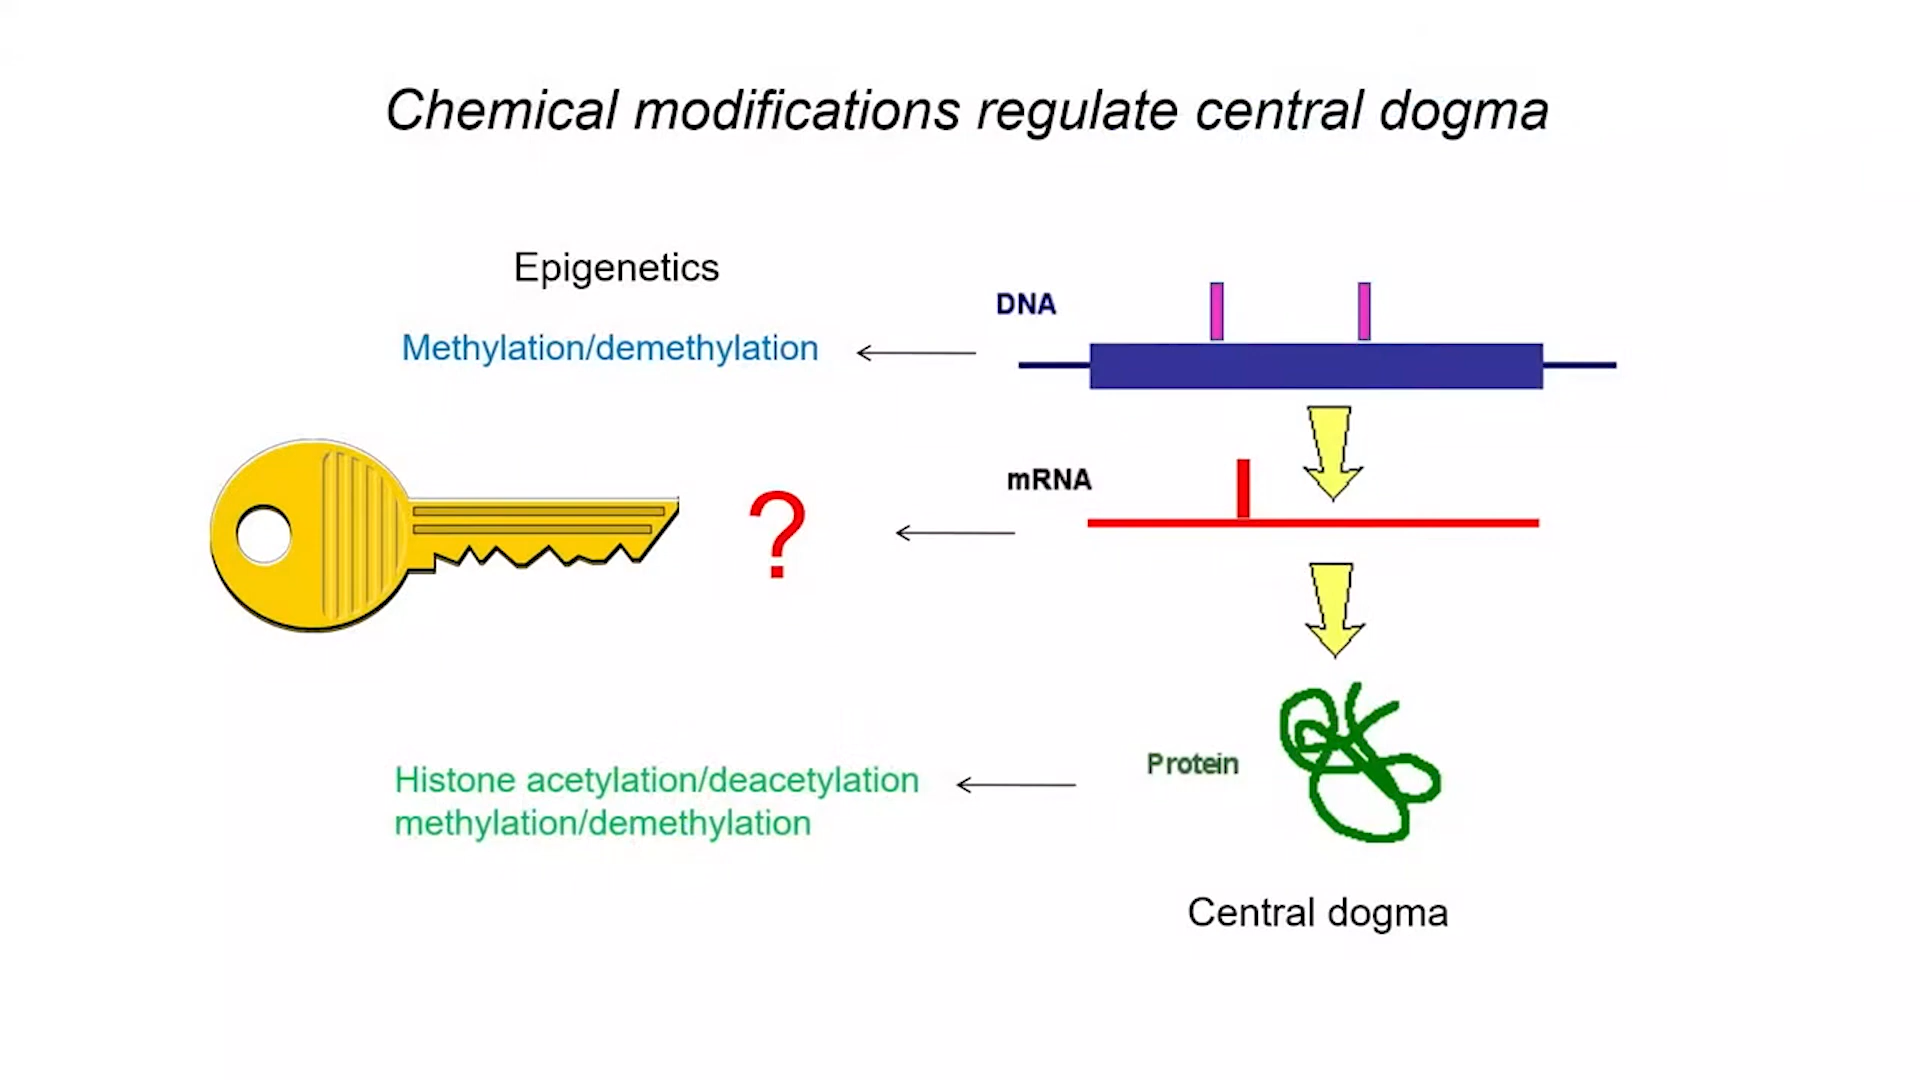 Chemical modifications regulate central dogma
Epigenetics
DNA
Methylation/demethylation
mRNA
?
Protein
Histone acetylation/deacetylation
methylation/demethylation
Central dogma